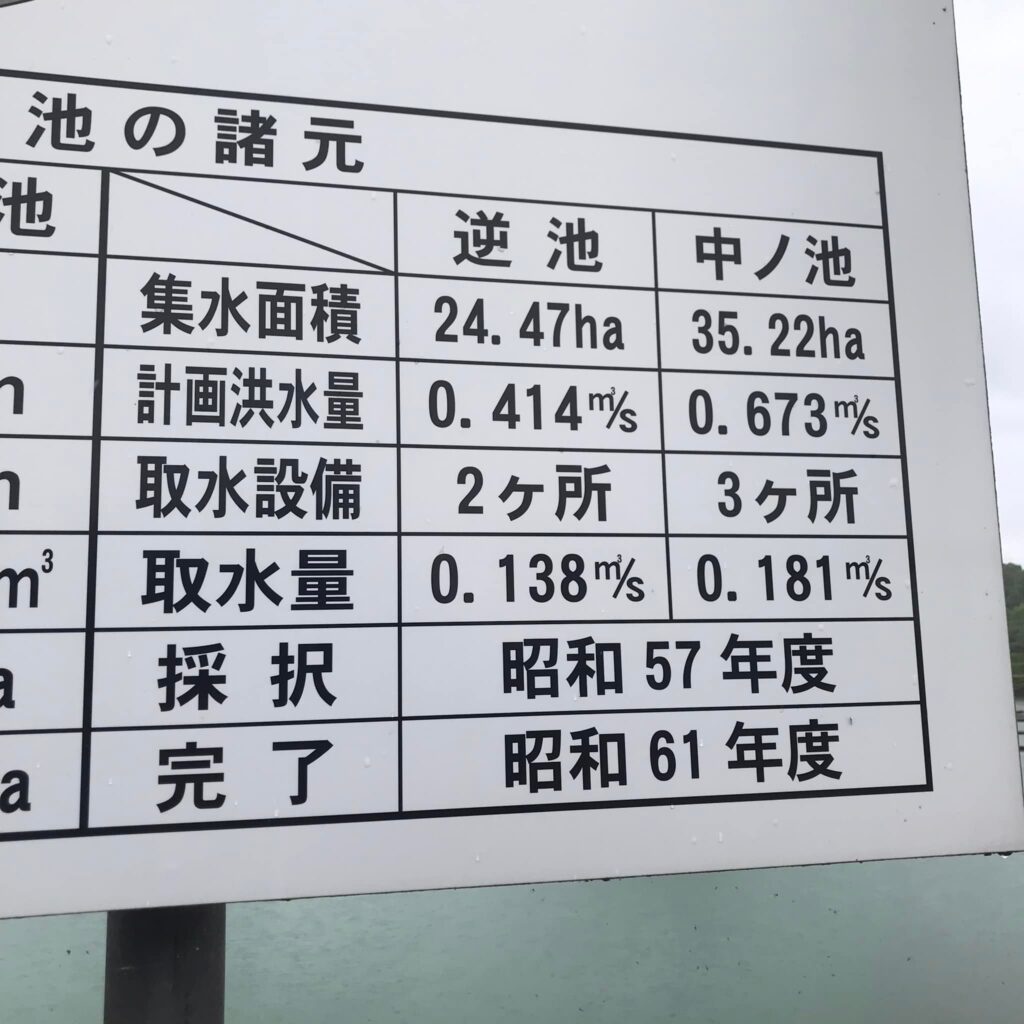 池の諸元
池 逆池 中ノ池
集水面積 24.47ha 35.22ha
計画洪水量 0.414㎥/s 0.673㎥/s
取水設備 2ヶ所 3ヶ所
m³ 取水量 0.138㎥/s 0.181㎥/s
a 採択 昭和57年度
a 完了 昭和61年度